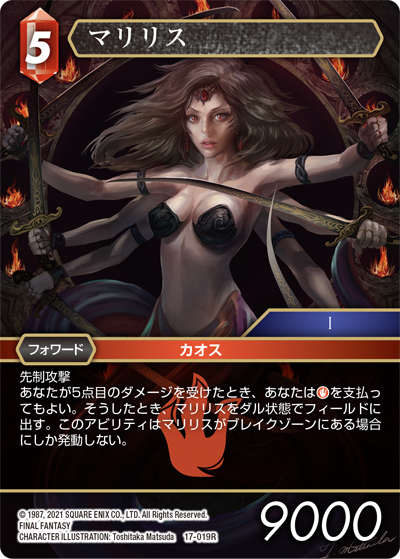 5
マリリス
I
フォワード
カオス
先制攻撃
あなたが5点目のダメージを受けたとき、あなたは を支払っ
てもよい。そうしたとき、マリリスをダル状態でフィールドに
出す。このアビリティはマリリスがブレイクゾーンにある場合
にしか発動しない。
© 1987, 2021 SQUARE ENIX CO., LTD. All Rights Reserved.
FINAL FANTASY
CHARACTER ILLUSTRATION: Toshitaka Matsuda 17-019R
9000